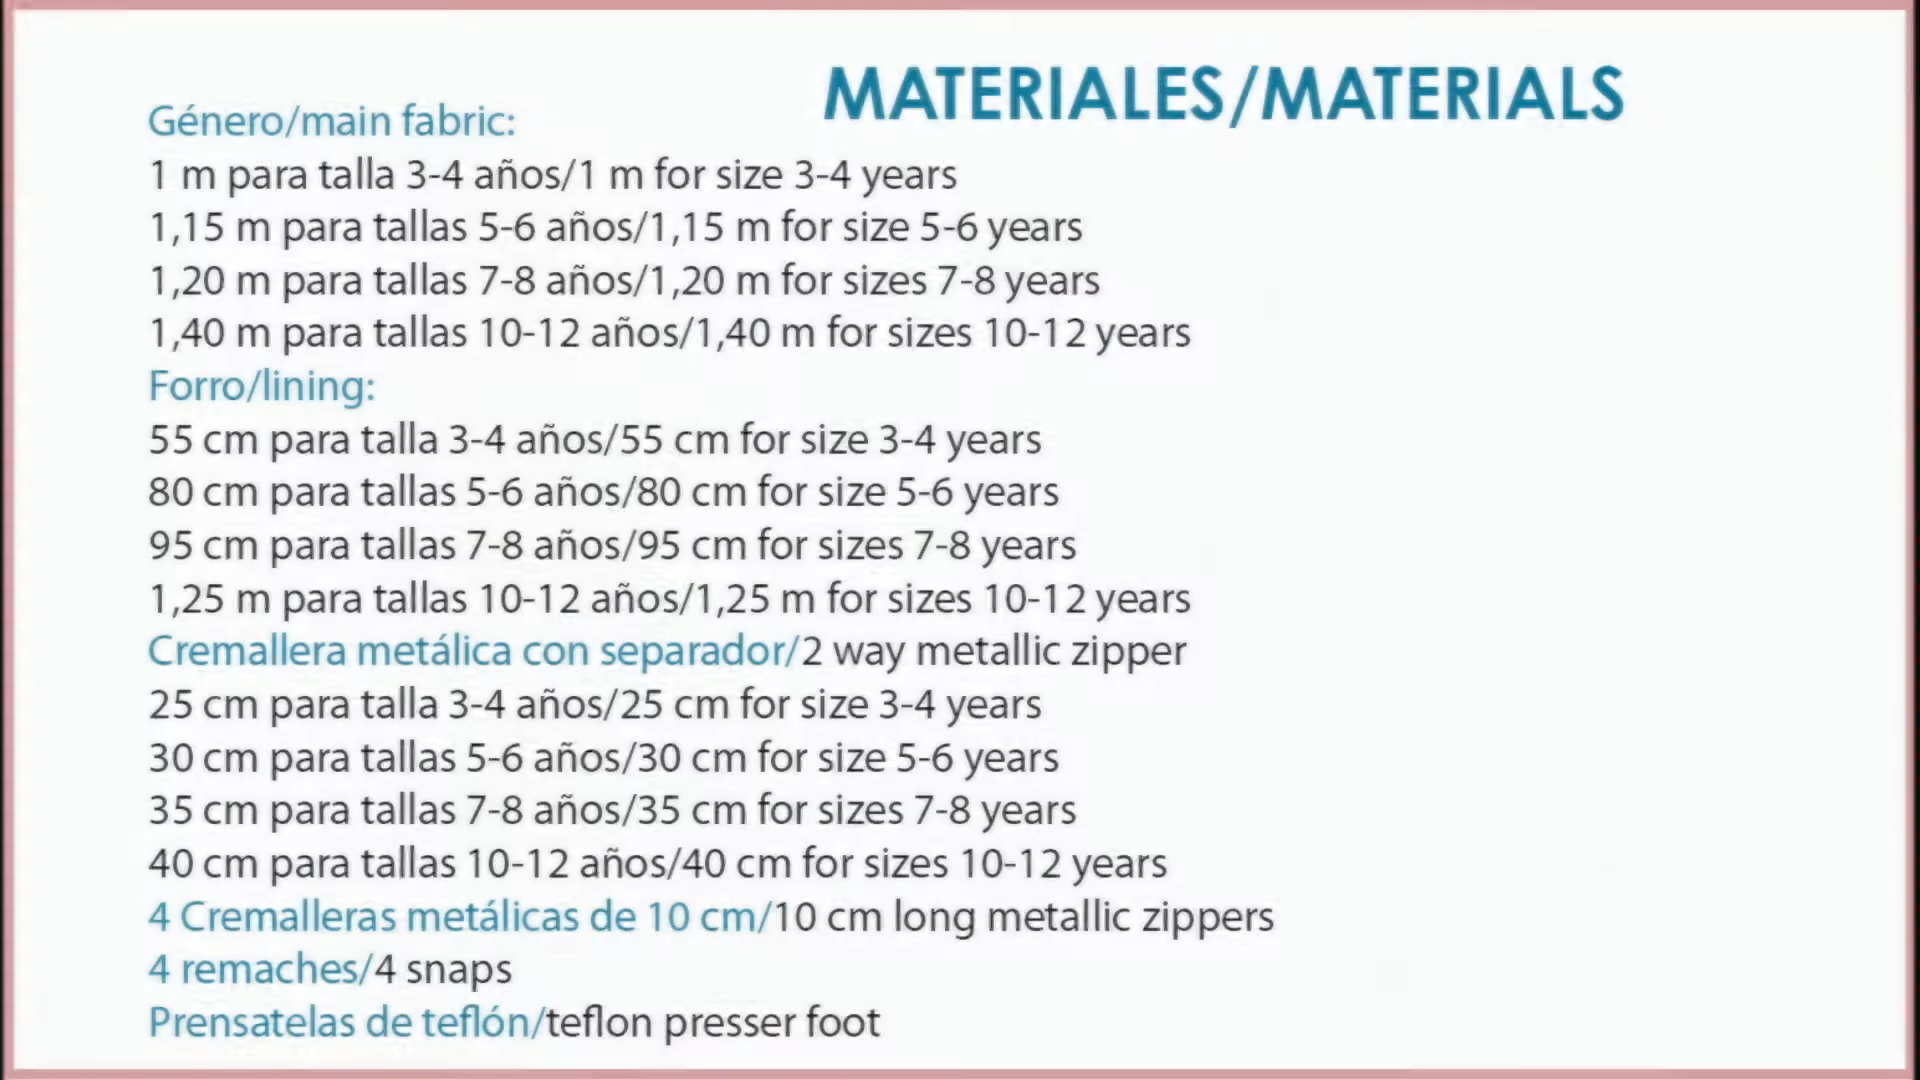 MATERIALES/MATERIALS
Género/main fabric:
1 m para talla 3-4 años/1 m for size 3-4 years
1,15 m para tallas 5-6 años/1,15 m for size 5-6 years
1,20 m para tallas 7-8 años/1,20 m for sizes 7-8 years
1,40 m para tallas 10-12 años/1,40 m for sizes 10-12 years
Forro/lining:
55 cm para talla 3-4 años/55 cm for size 3-4 years
80 cm para tallas 5-6 años/80 cm for size 5-6 years
95 cm para tallas 7-8 años/95 cm for sizes 7-8 years
1,25 m para tallas 10-12 años/1,25 m for sizes 10-12 years
Cremallera metálica con separador/2 way metallic zipper
25 cm para talla 3-4 años/25 cm for size 3-4 years
30 cm para tallas 5-6 años/30 cm for size 5-6 years
35 cm para tallas 7-8 años/35 cm for sizes 7-8 years
40 cm para tallas 10-12 años/40 cm for sizes 10-12 years
4 Cremalleras metálicas de 10 cm/10 cm long metallic zippers
4 remaches/4 snaps
Prensatelas de teflón/teflon presser foot